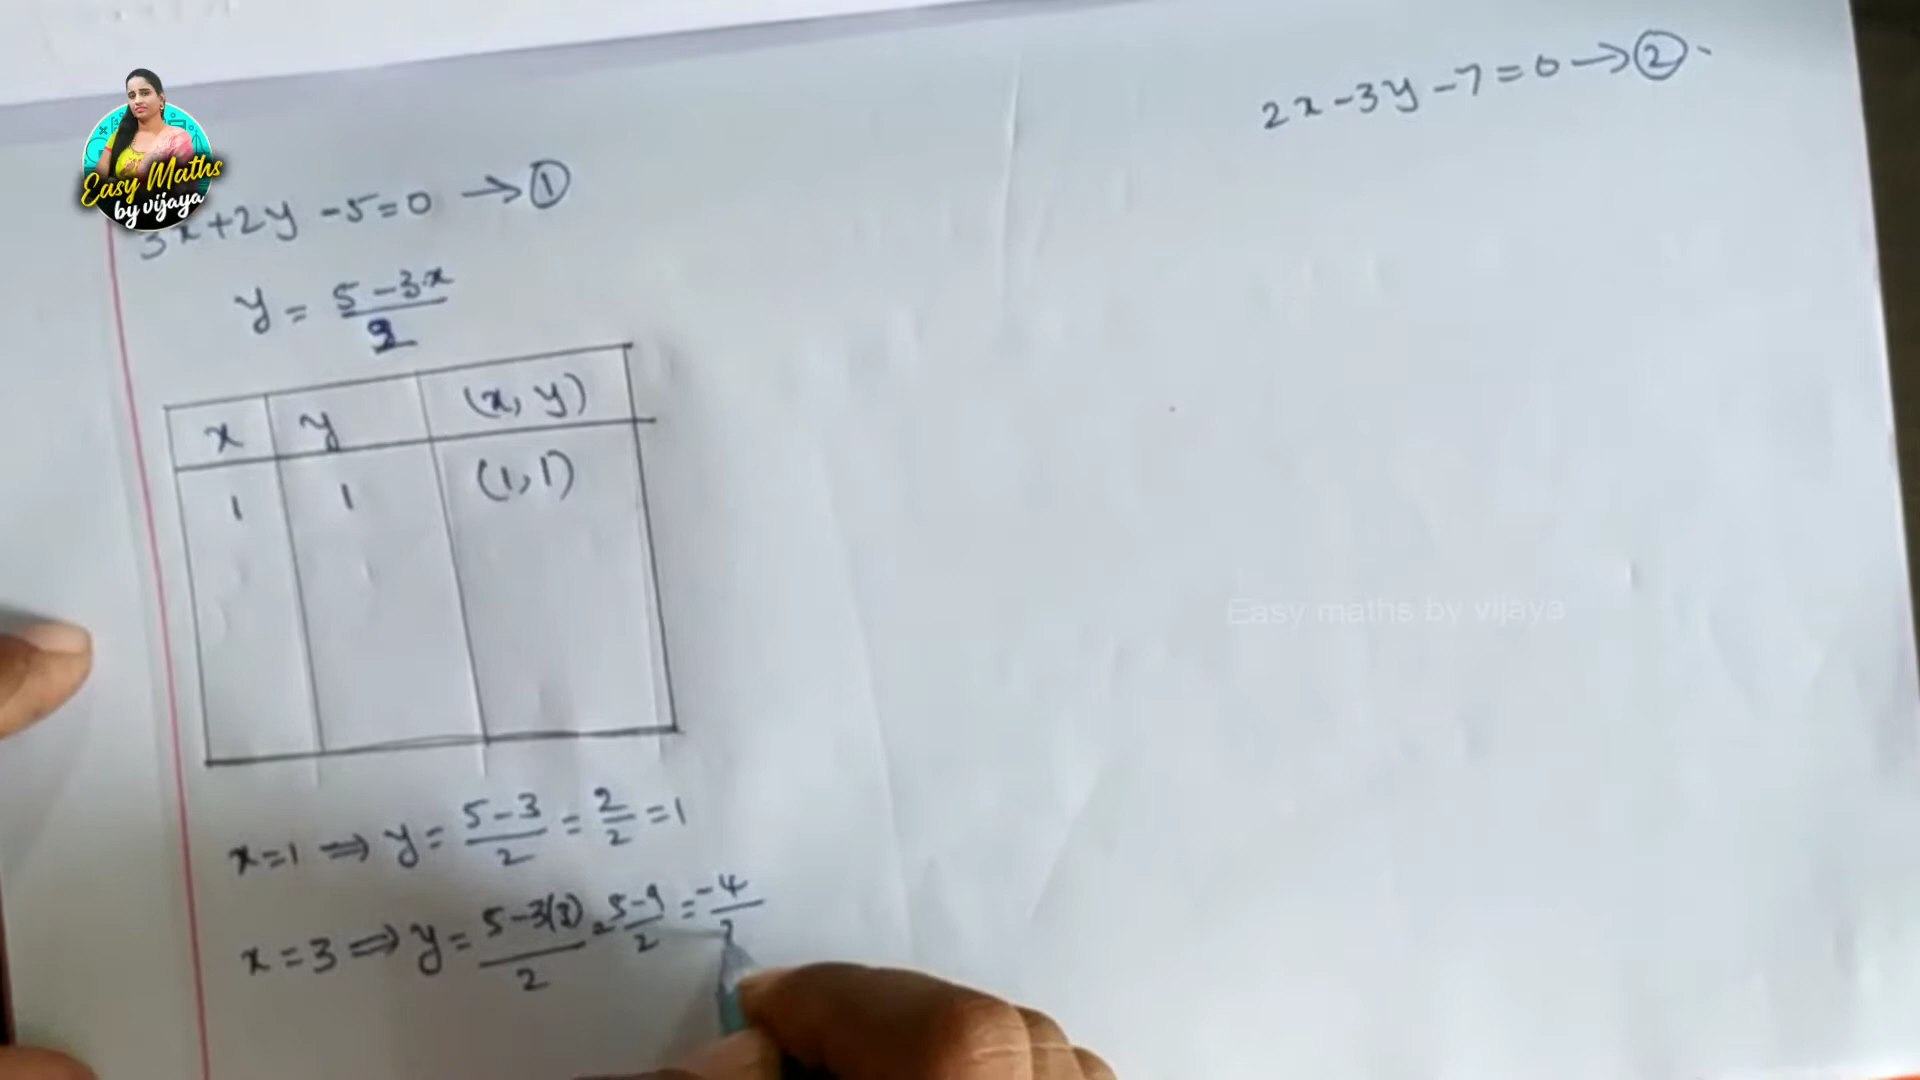 Easy Maths
by vijaya
3x+2y-5=0 → ①
2x-3y-7=0 → ②.
y = (5-3x)/2
x y (x, y)
1 1 (1,1)
Easy maths by vijaya
x=1 ⇒ y = (5-3)/2 = 2/2 = 1
x=3 ⇒ y = (5-3(3))/2 = (5-9)/2 = -4/2